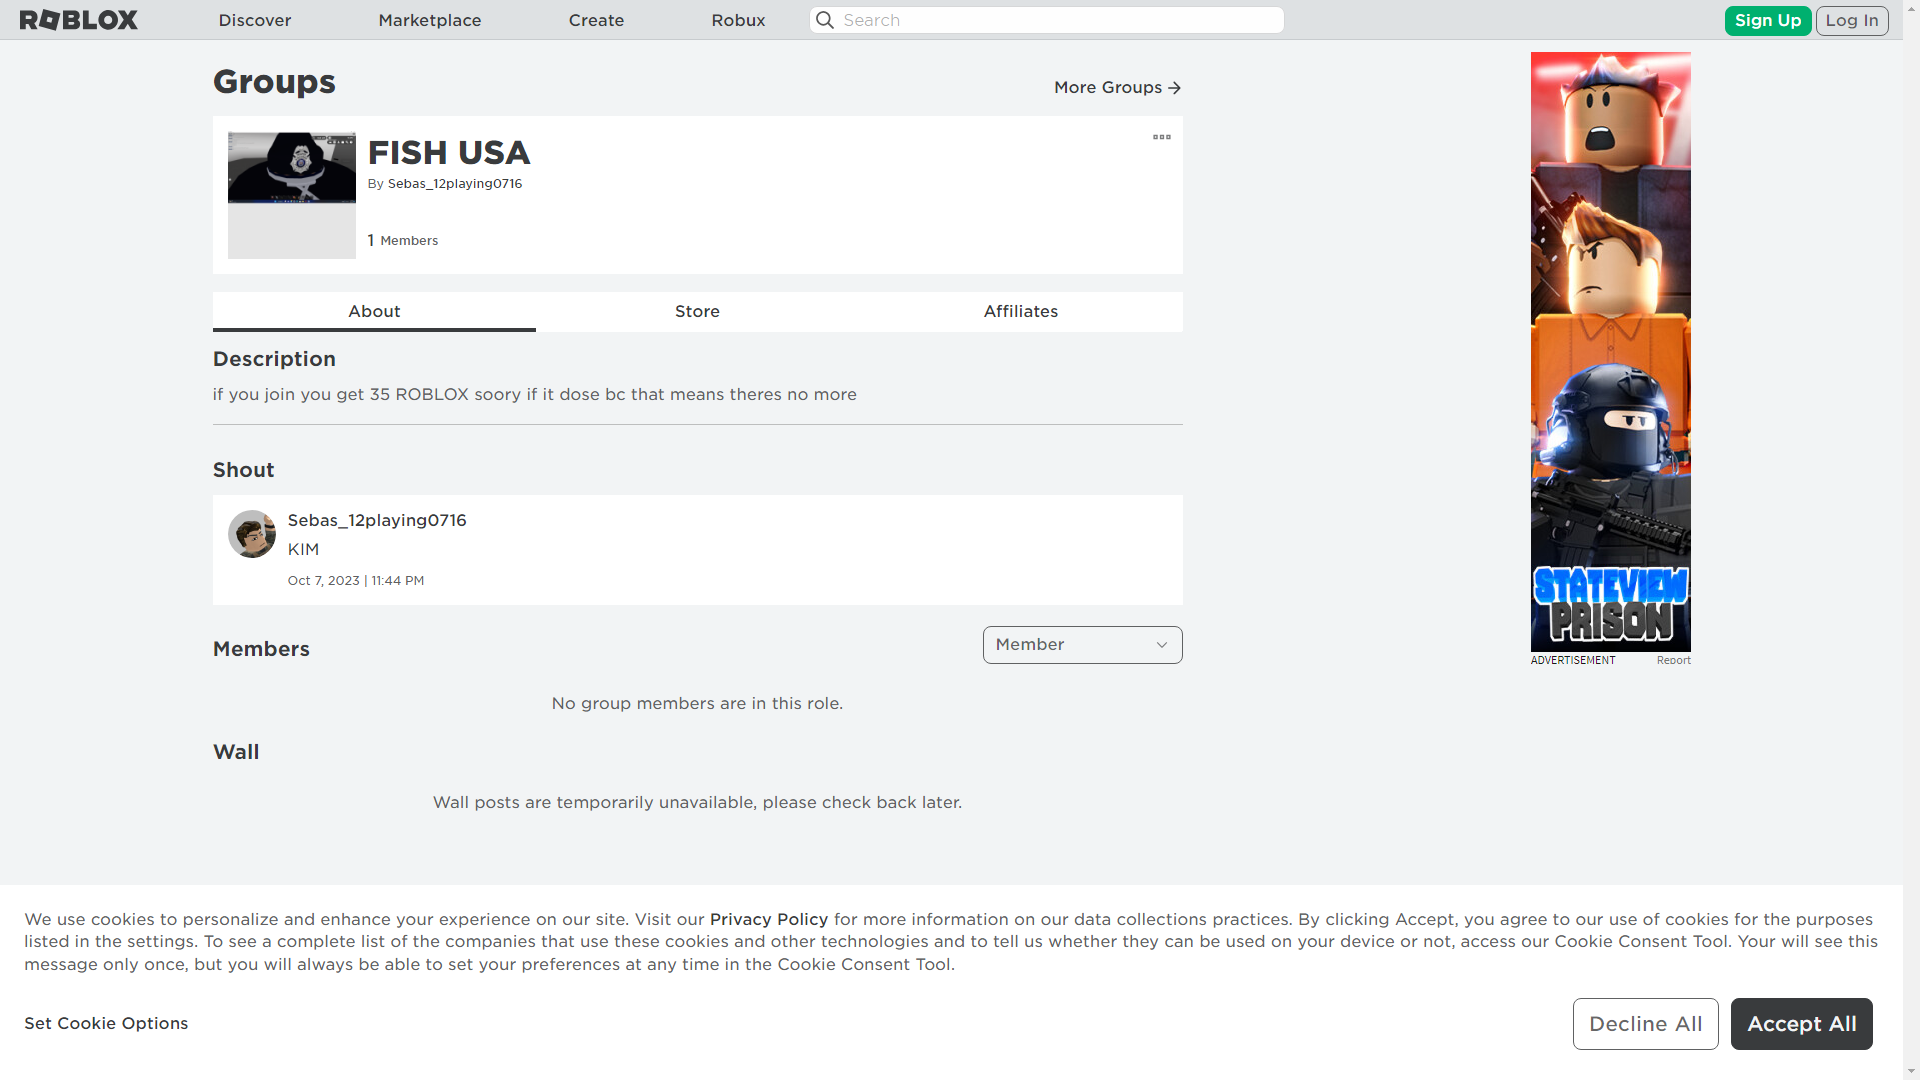 ROBLOX
Discover
Marketplace
Create
Robux
Search
Sign Up
Log In
Groups
More Groups
FISH USA
By Sebas_12playing0716
1 Members
About
Store
Affiliates
Description
if you join you get 35 ROBLOX soory if it dose bc that means theres no more
Shout
Sebas_12playing0716
KIM
Oct 7, 2023 | 11:44 PM
Members
Member
No group members are in this role.
Wall
Wall posts are temporarily unavailable, please check back later.
STATEVIEW
PRISON
ADVERTISEMENT
Report
We use cookies to personalize and enhance your experience on our site. Visit our Privacy Policy for more information on our data collections practices. By clicking Accept, you agree to our use of cookies for the purposes
listed in the settings. To see a complete list of the companies that use these cookies and other technologies and to tell us whether they can be used on your device or not, access our Cookie Consent Tool. Your will see this
message only once, but you will always be able to set your preferences at any time in the Cookie Consent Tool.
Set Cookie Options
Decline All
Accept All